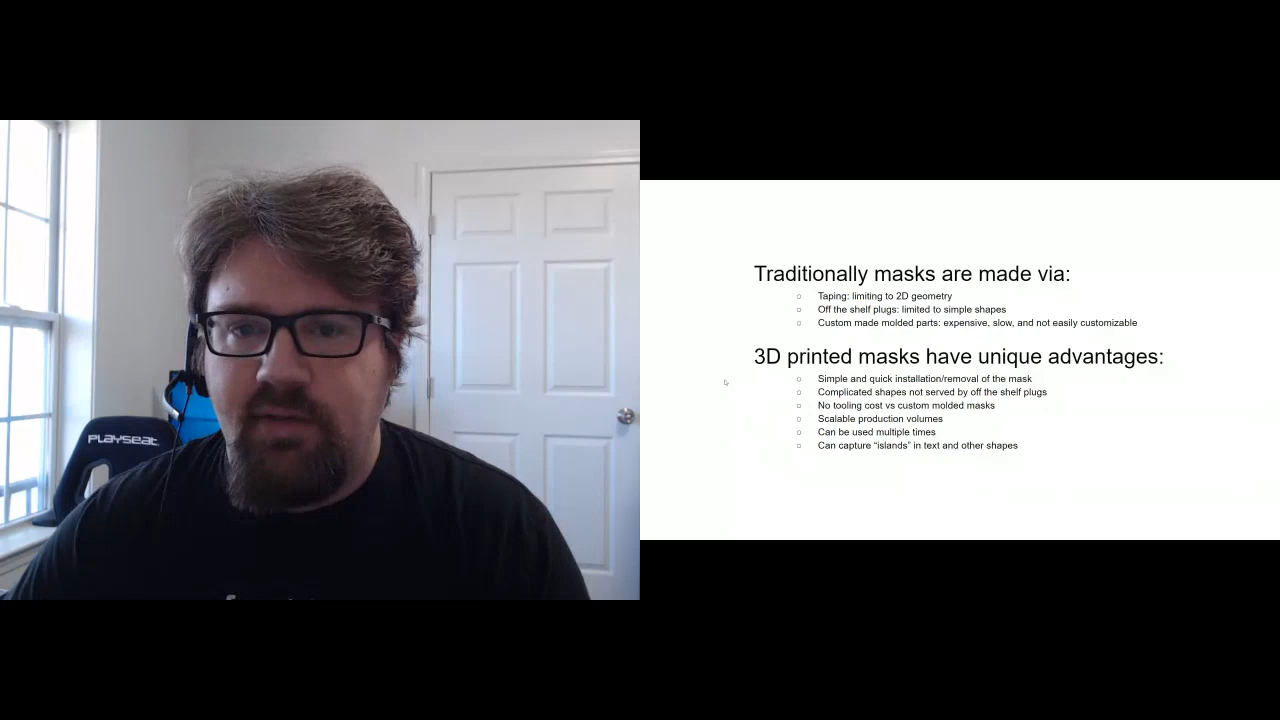 PLAYSEAT
Traditionally masks are made via:
Taping: limiting to 2D geometry
Off the shelf plugs: limited to simple shapes
Custom made molded parts: expensive, slow, and not easily customizable
3D printed masks have unique advantages:
Simple and quick installation/removal of the mask
Complicated shapes not served by off the shelf plugs
No tooling cost vs custom molded masks
Scalable production volumes
Can be used multiple times
Can capture “islands” in text and other shapes